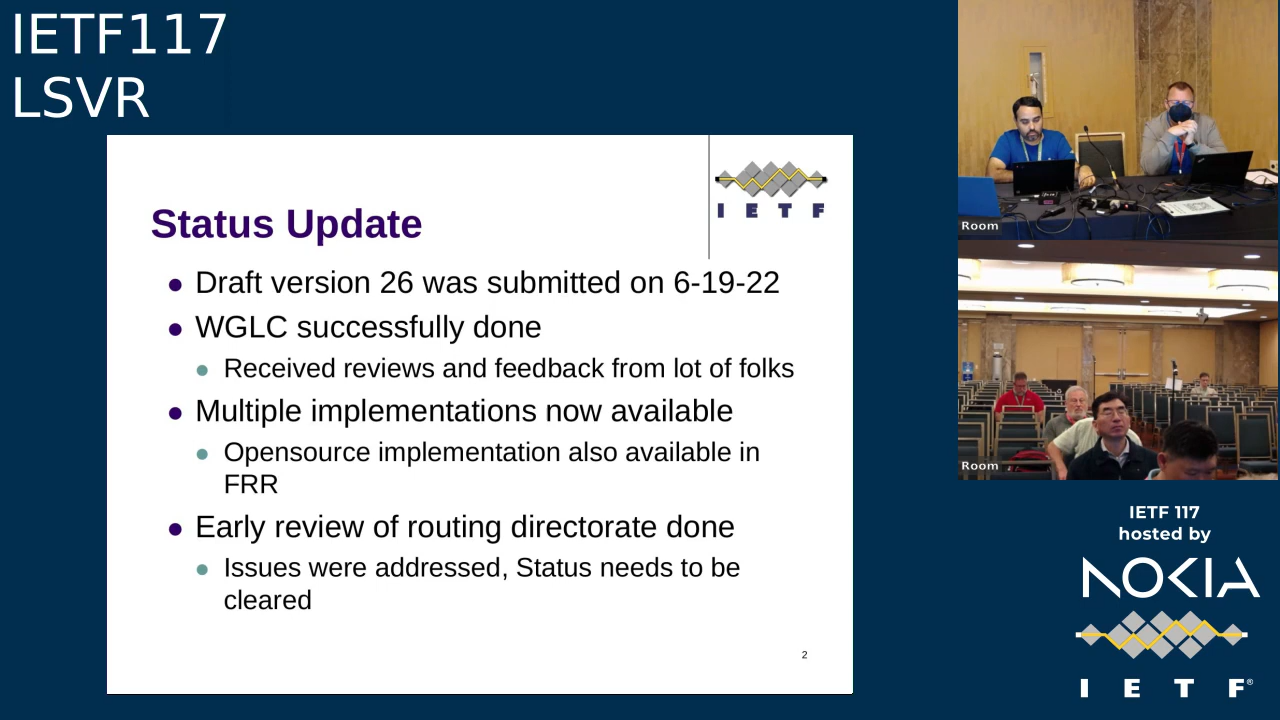 IETF117
LSVR
I E T F
Status Update
Draft version 26 was submitted on 6-19-22
WGLC successfully done
Received reviews and feedback from lot of folks
Multiple implementations now available
Opensource implementation also available in
FRR
Early review of routing directorate done
Issues were addressed, Status needs to be
cleared
2
Room
Room
IETF 117
hosted by
NOKIA
I E T F®